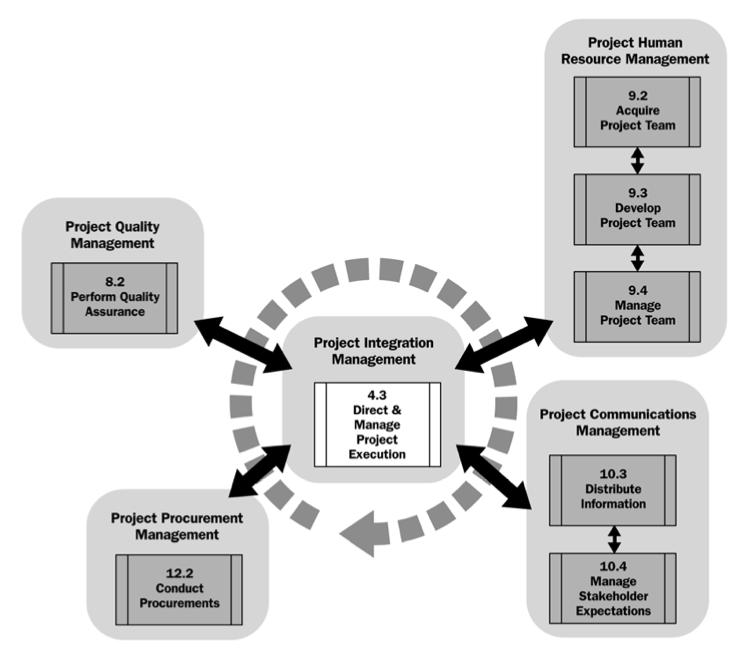 Project Human
Resource Management
9.2
Acquire
Project Team
9.3
Develop
Project Team
9.4
Manage
Project Team
Project Quality
Management
8.2
Perform Quality
Assurance
Project Integration
Management
4.3
Direct &
Manage
Project
Execution
Project Communications
Management
10.3
Distribute
Information
10.4
Manage
Stakeholder
Expectations
Project Procurement
Management
12.2
Conduct
Procurements